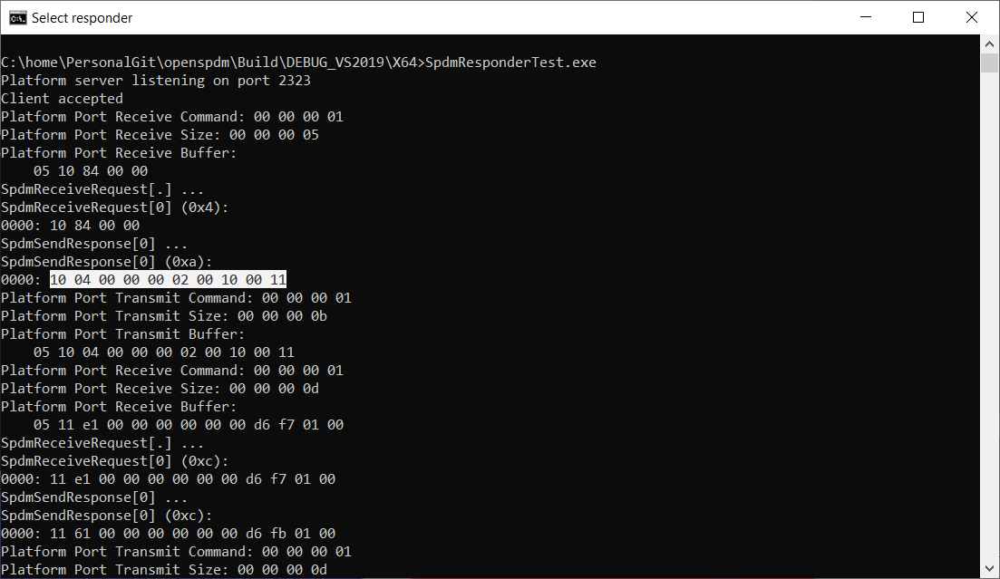 Select responder
C:\home\PersonalGit\openspdm\Build\DEBUG_VS2019\X64>SpdmResponderTest.exe
Platform server listening on port 2323
Client accepted
Platform Port Receive Command: 00 00 00 01
Platform Port Receive Size: 00 00 00 05
Platform Port Receive Buffer:
    05 10 84 00 00
SpdmReceiveRequest[.] ...
SpdmReceiveRequest[0] (0x4):
0000: 10 84 00 00
SpdmSendResponse[0] ...
SpdmSendResponse[0] (0xa):
0000: 10 04 00 00 00 02 00 10 00 11
Platform Port Transmit Command: 00 00 00 01
Platform Port Transmit Size: 00 00 00 0b
Platform Port Transmit Buffer:
    05 10 04 00 00 00 02 00 10 00 11
Platform Port Receive Command: 00 00 00 01
Platform Port Receive Size: 00 00 00 0d
Platform Port Receive Buffer:
    05 11 e1 00 00 00 00 00 00 d6 f7 01 00
SpdmReceiveRequest[.] ...
SpdmReceiveRequest[0] (0xc):
0000: 11 e1 00 00 00 00 00 00 d6 f7 01 00
SpdmSendResponse[0] ...
SpdmSendResponse[0] (0xc):
0000: 11 61 00 00 00 00 00 00 d6 fb 01 00
Platform Port Transmit Command: 00 00 00 01
Platform Port Transmit Size: 00 00 00 0d